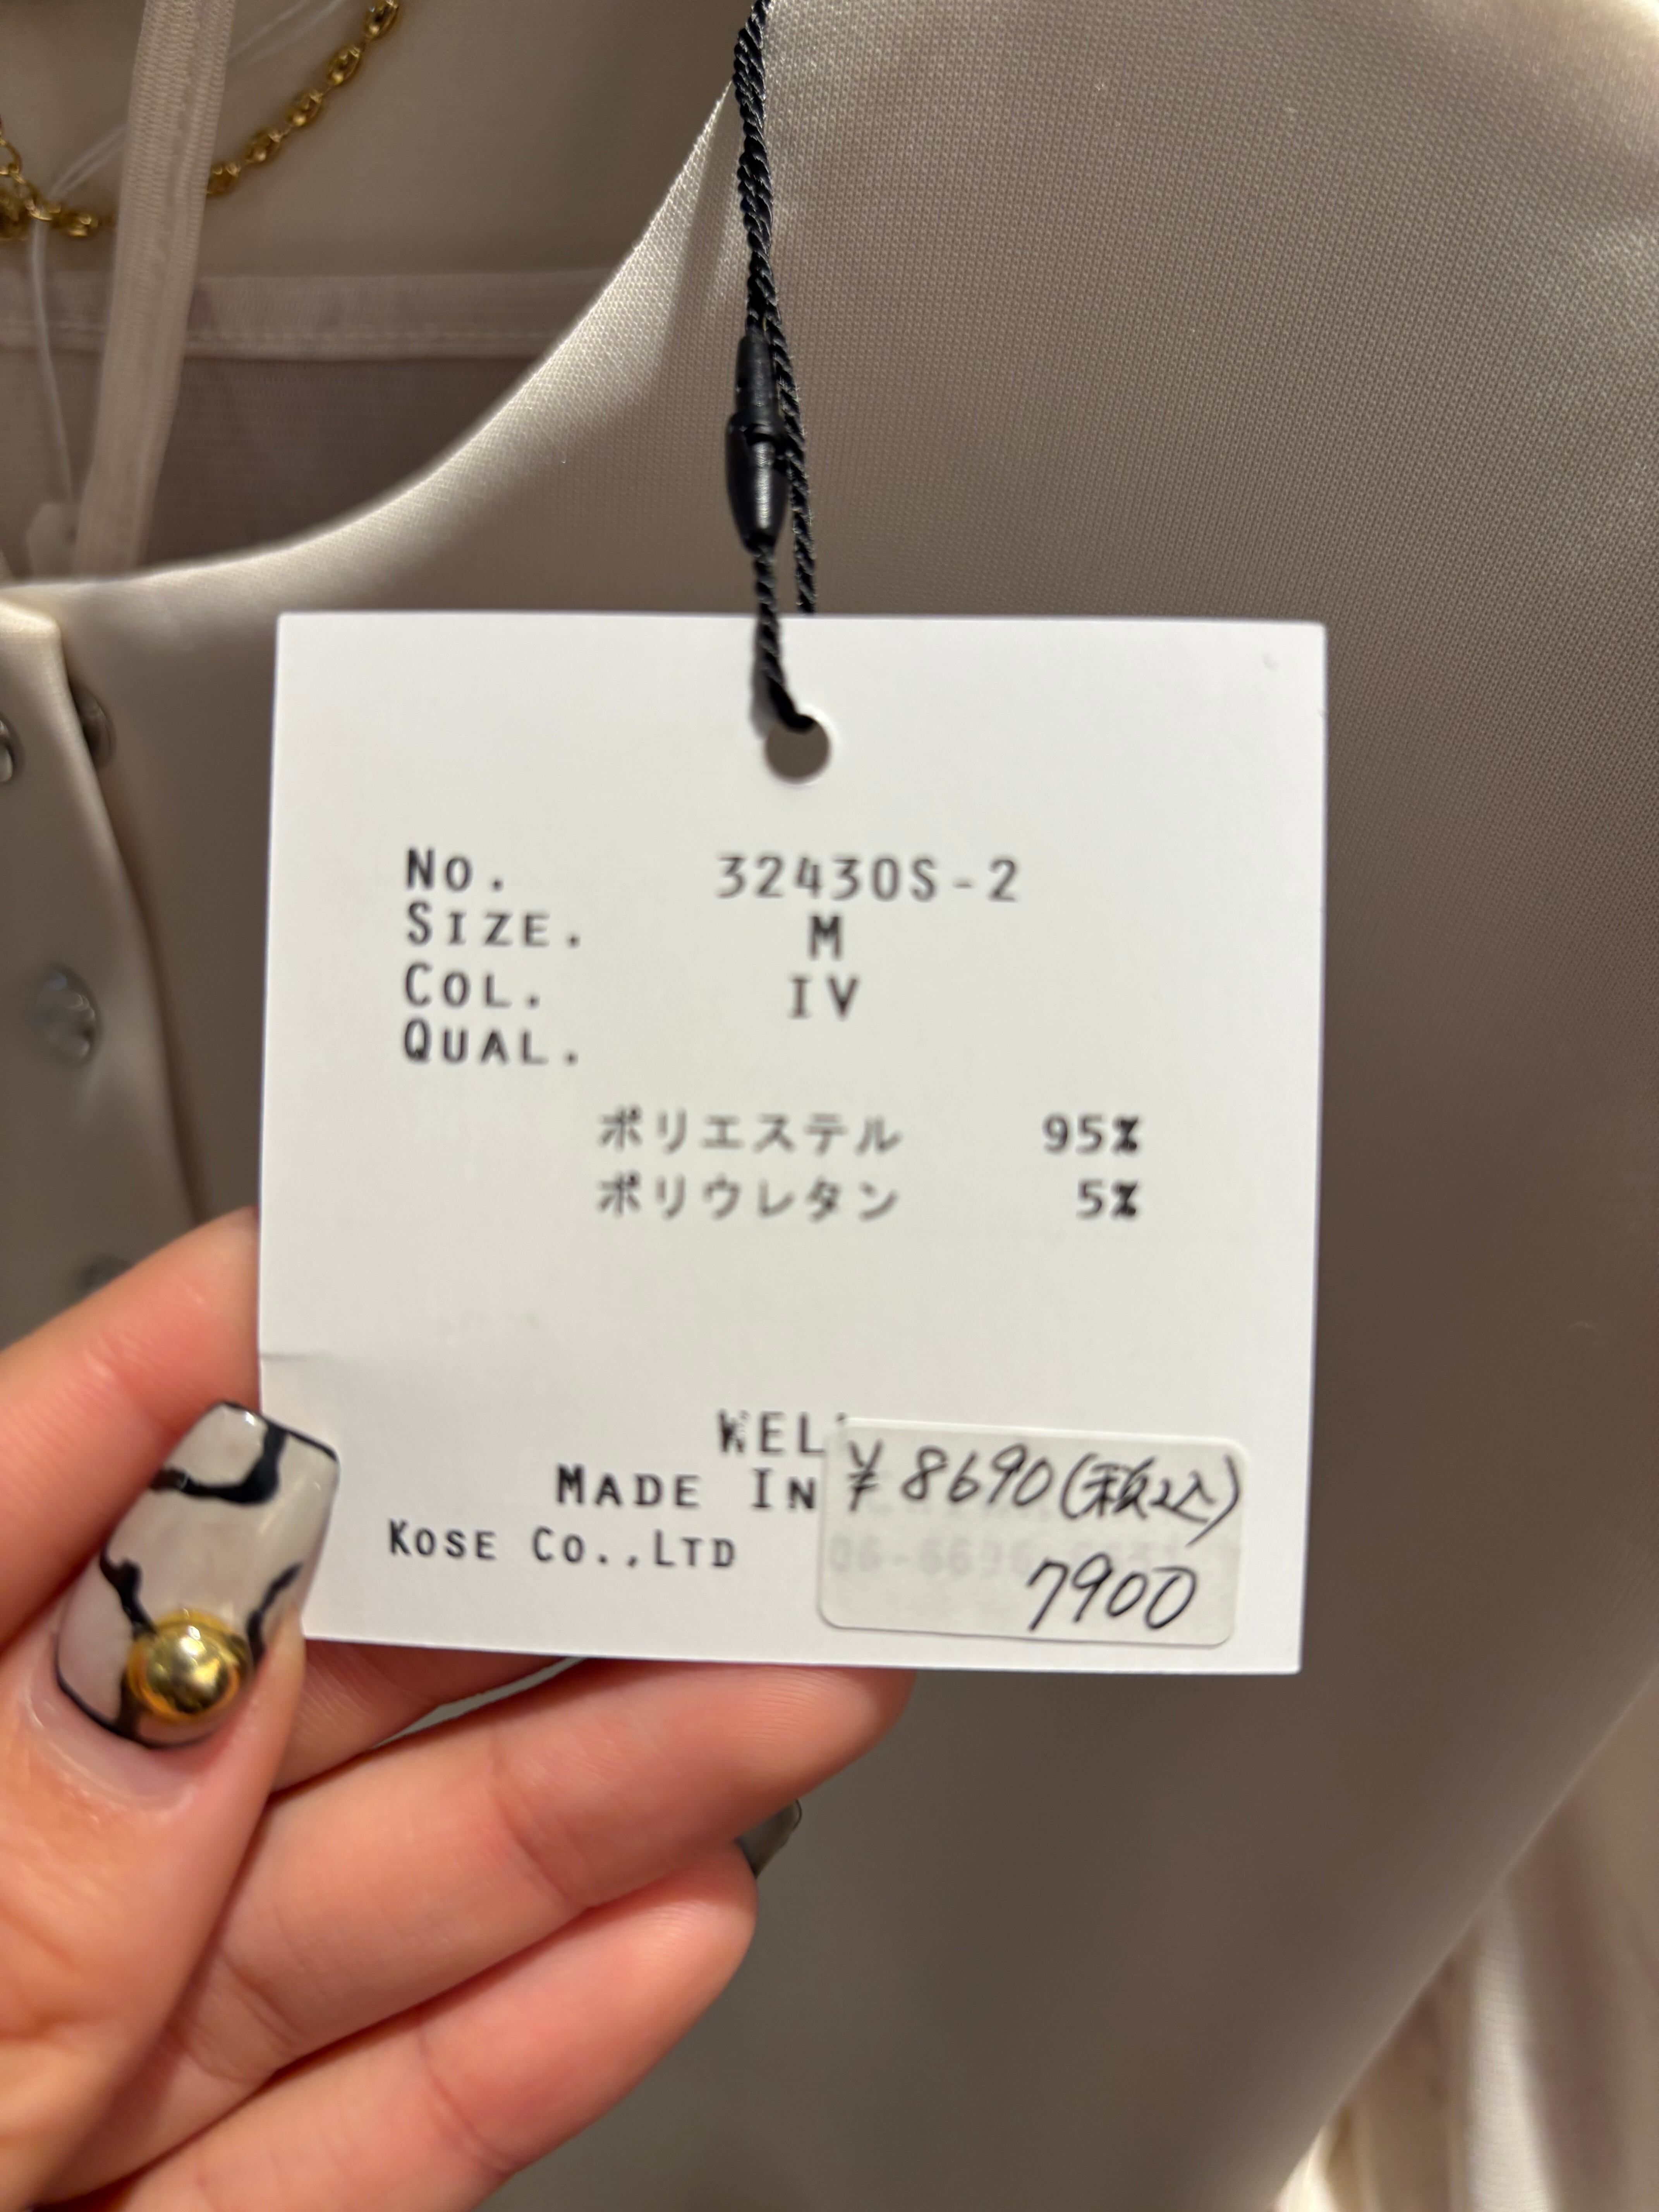 No. 32430S-2
SIZE. M
COL. IV
QUAL.
ポリエステル 95%
ポリウレタン 5%
MADE IN
KOSE CO.,LTD
¥8690(税込)
7900